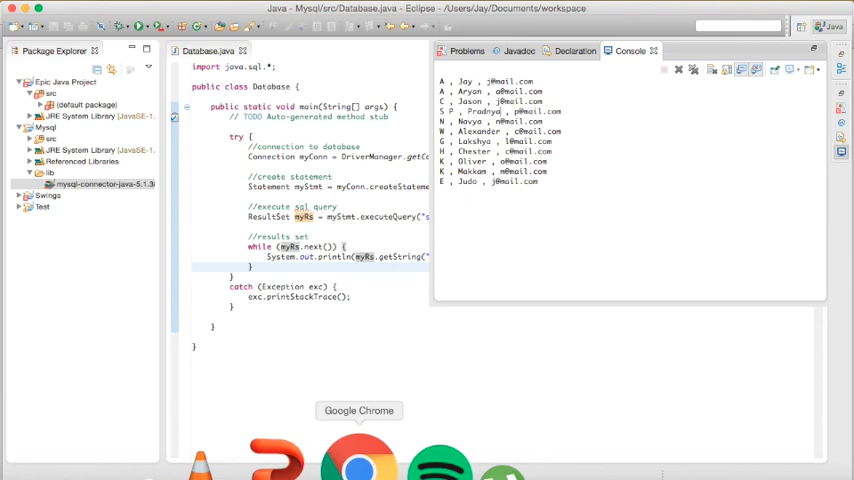 Java - Mysql/src/Database.java - Eclipse - /Users/Jay/Documents/workspace
Java
Package Explorer
Epic Java Project
src
(default package)
JRE System Library [JavaSE-1.
Mysql
src
JRE System Library [JavaSE-1.
Referenced Libraries
lib
mysql-connector-java-5.1.3
Swings
Test
Database.java
import java.sql.*;
public class Database {
public static void main(String[] args) {
// TODO Auto-generated method stub
try {
//connection to database
Connection myConn = DriverManager.getCo
//create statement
Statement myStmt = myConn.createStateme
//execute sql query
ResultSet myRs = myStmt.executeQuery("s
//results set
while (myRs.next()) {
System.out.println(myRs.getString("
}
}
catch (Exception exc) {
exc.printStackTrace();
}
}
}
Problems
Javadoc
Declaration
Console
A , Jay , j@mail.com
A , Aryan , a@mail.com
C , Jason , j@mail.com
S P , Pradnya , p@mail.com
N , Navya , n@mail.com
W , Alexander , c@mail.com
G , Lakshya , l@mail.com
H , Chester , c@mail.com
K , Oliver , o@mail.com
K , Makkam , m@mail.com
E , Judo , j@mail.com
Google Chrome